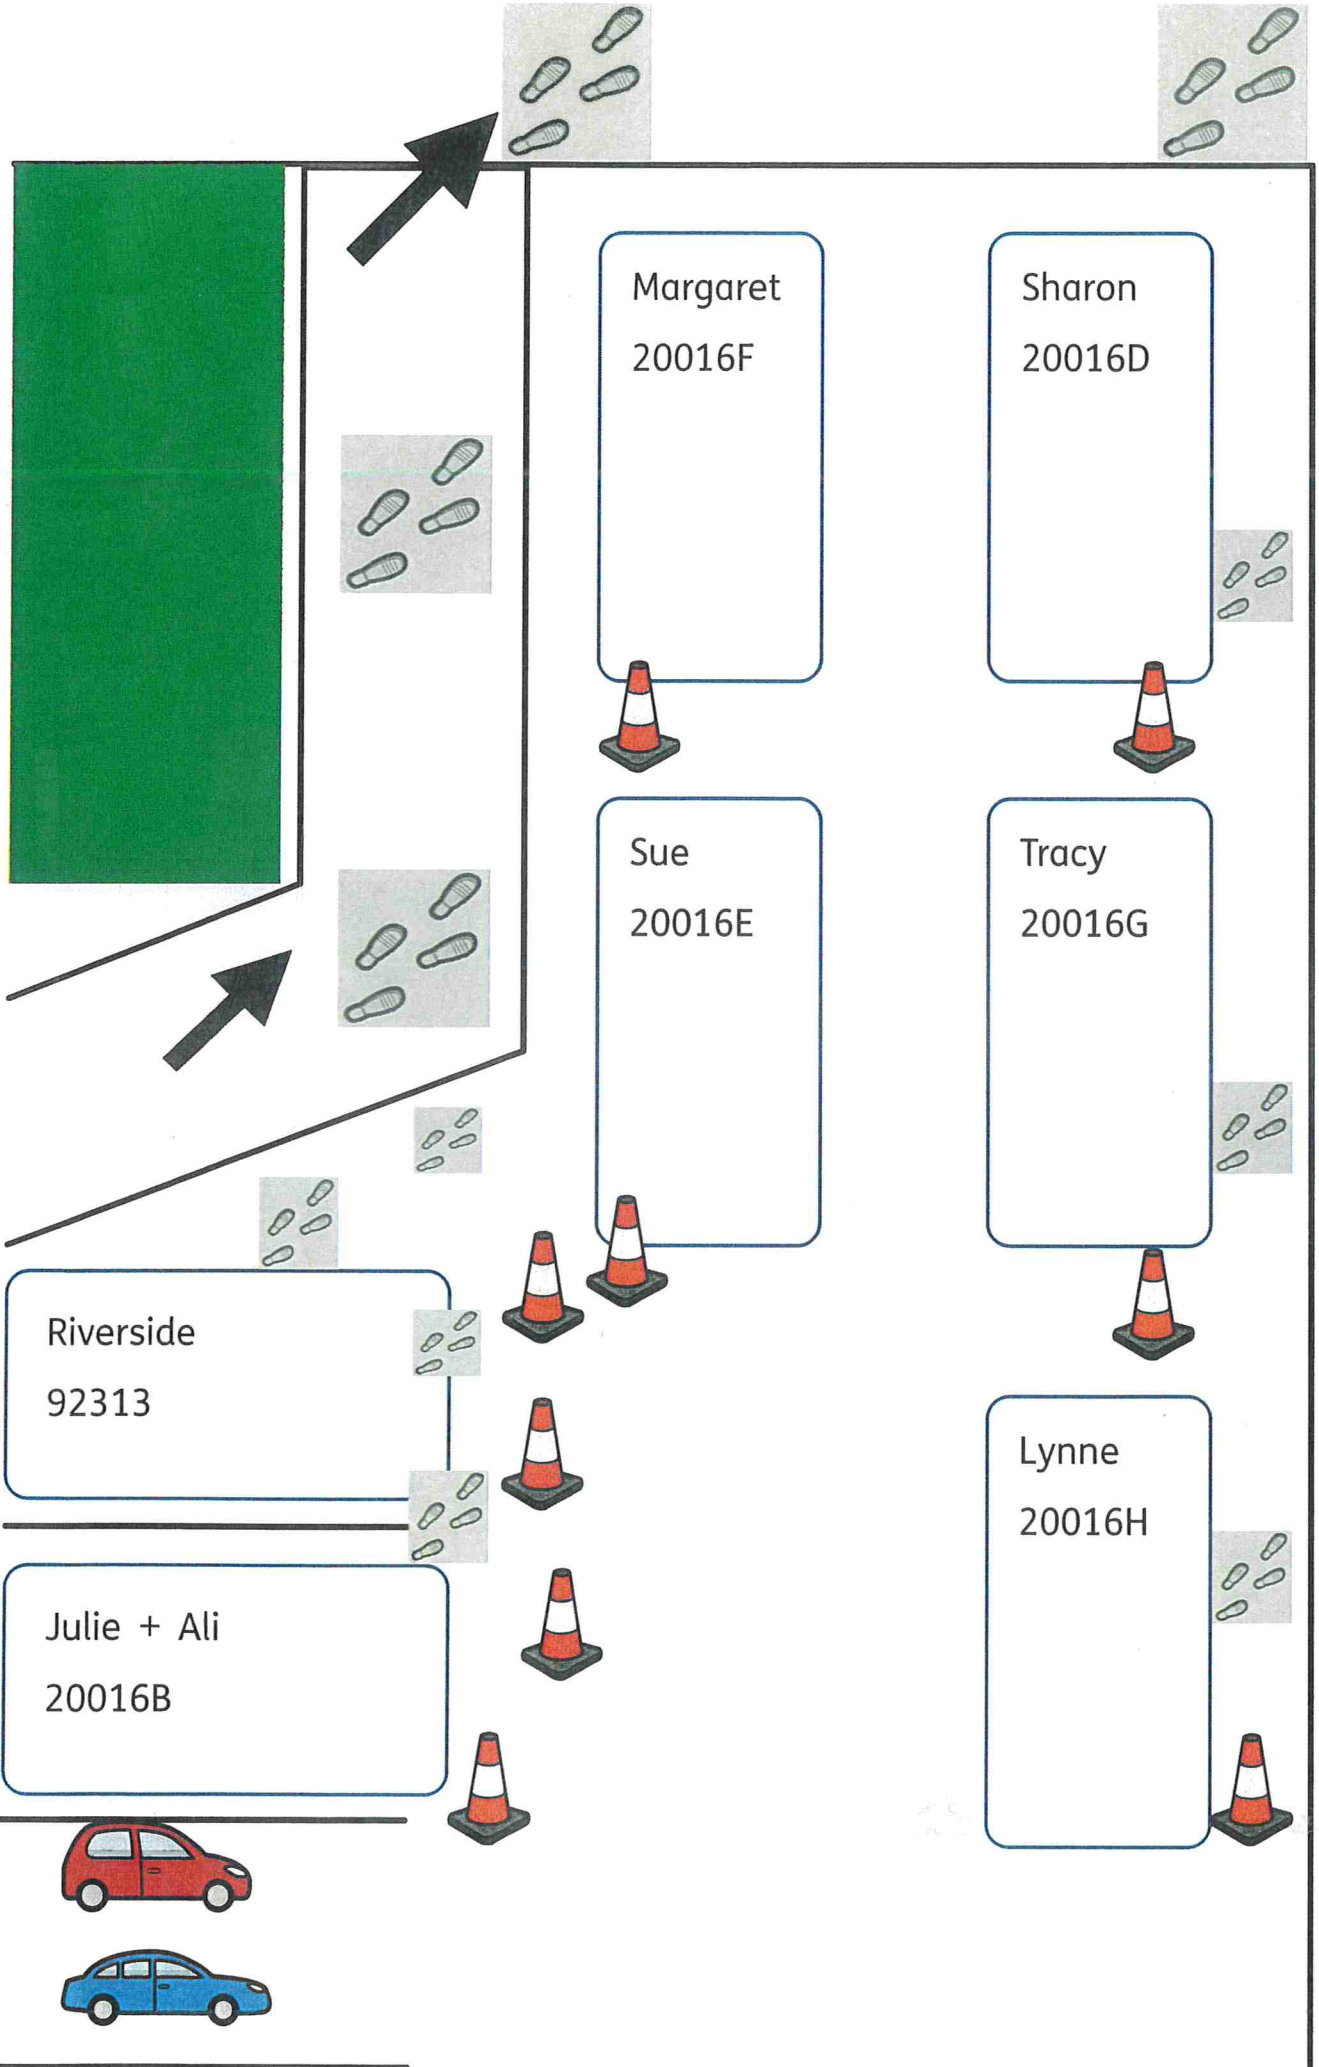 Margaret
20016F
Sharon
20016D
Sue
20016E
Tracy
20016G
Riverside
92313
Lynne
20016H
Julie + Ali
20016B